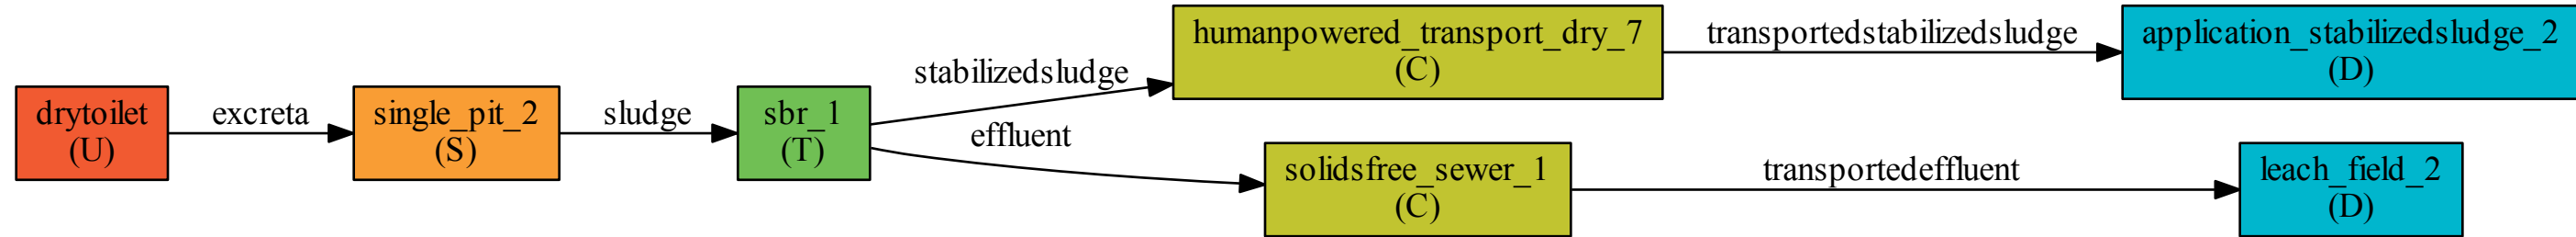 drytoilet
(U)
excreta
single_pit_2
(S)
sludge
sbr_1
(T)
stabilizedsludge
effluent
humanpowered_transport_dry_7
(C)
transportedstabilizedsludge
application_stabilizedsludge_2
(D)
solidsfree_sewer_1
(C)
transportedeffluent
leach_field_2
(D)